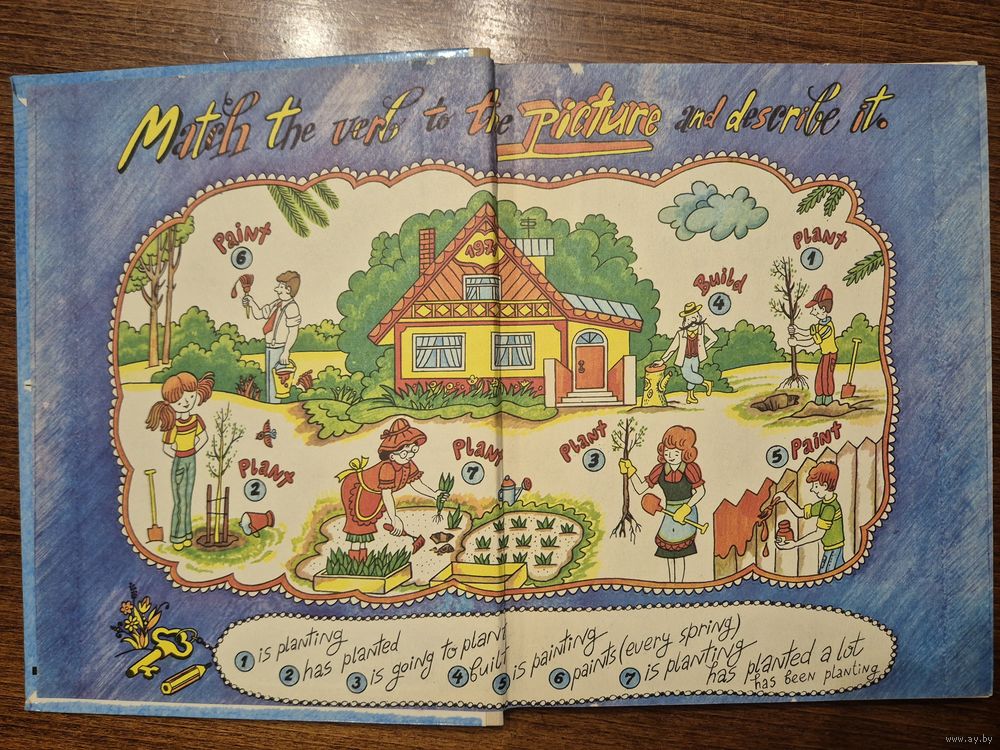 Match the verb to the Picture and describe it.
Paint
6
197
Build
4
Plant
1
Plant
2
Plant
7
Plant
3
5 Paint
1 is planting
2 has planted
3 is going to plant
4 built
5 is painting
6 paints (every spring)
7 is planting
has planted a lot
has been planting
www.ay.by